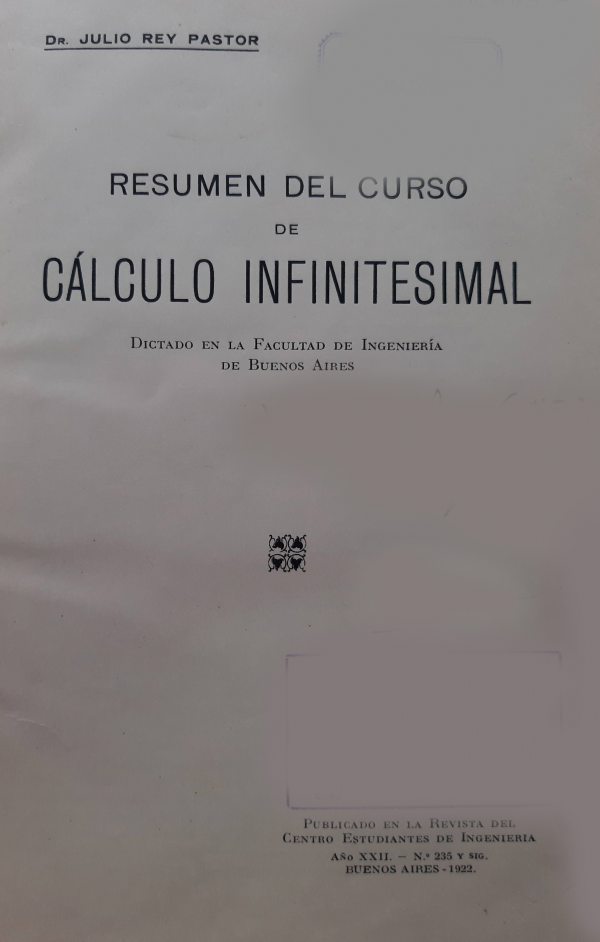 Dr. JULIO REY PASTOR
RESUMEN DEL CURSO
DE
CÁLCULO INFINITESIMAL
Dictado en la Facultad de Ingeniería
de Buenos Aires
Publicado en la Revista del
Centro Estudiantes de Ingenieria
Año XXII. – N.º 235 y sig.
BUENOS AIRES - 1922.